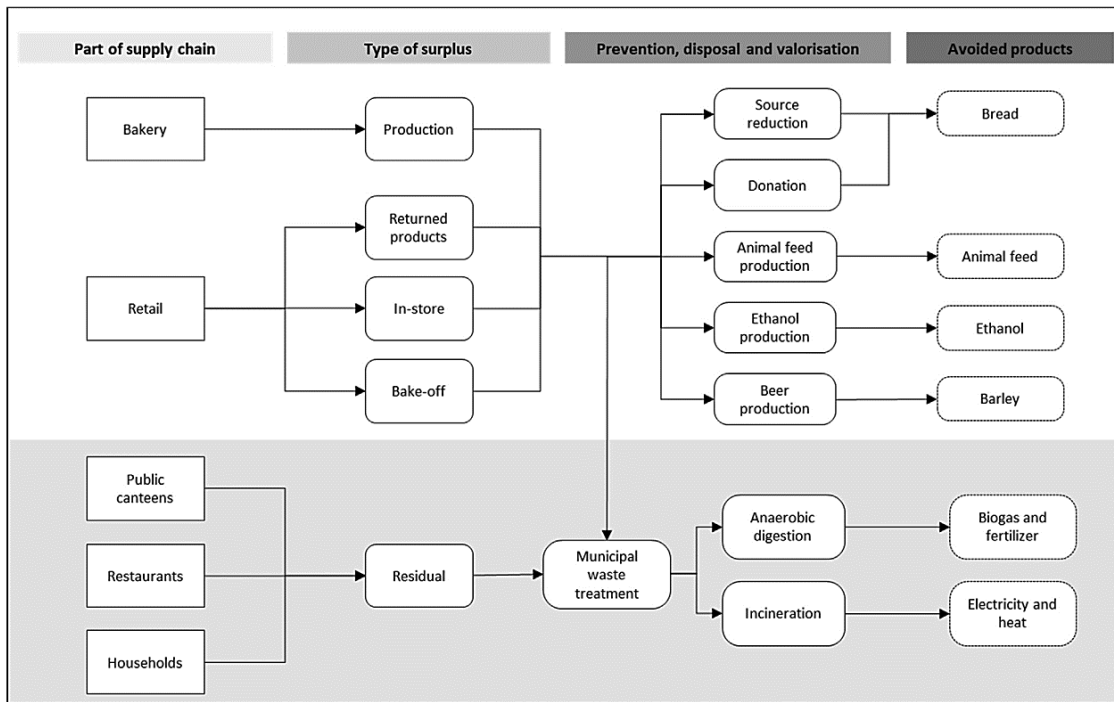 Part of supply chain
Type of surplus
Prevention, disposal and valorisation
Avoided products
Bakery
Production
Source
reduction
Bread
Donation
Returned
products
Animal feed
production
Animal feed
Retail
In-store
Ethanol
production
Ethanol
Bake-off
Beer
production
Barley
Public
canteens
Anaerobic
digestion
Biogas and
fertilizer
Restaurants
Residual
Municipal
waste
treatment
Incineration
Electricity and
heat
Households